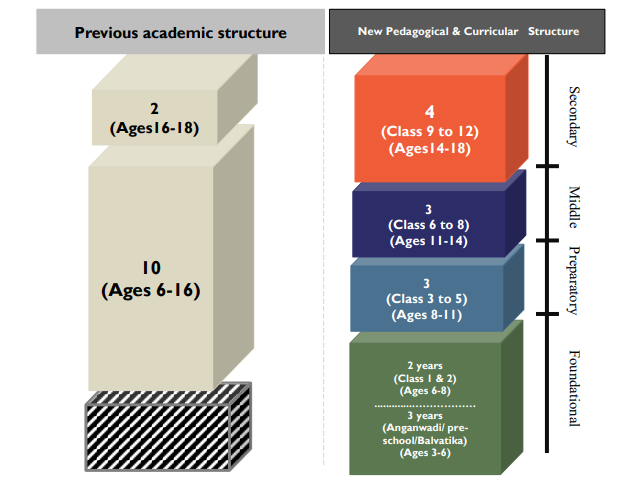 Previous academic structure
New Pedagogical & Curricular Structure
2
(Ages16-18)
10
(Ages 6-16)
4
(Class 9 to 12)
(Ages14-18)
3
(Class 6 to 8)
(Ages 11-14)
3
(Class 3 to 5)
(Ages 8-11)
2 years
(Class 1 & 2)
(Ages 6-8)
3 years
(Anganwadi/ pre-
school/Balvatika)
(Ages 3-6)
Secondary
Middle
Preparatory
Foundational